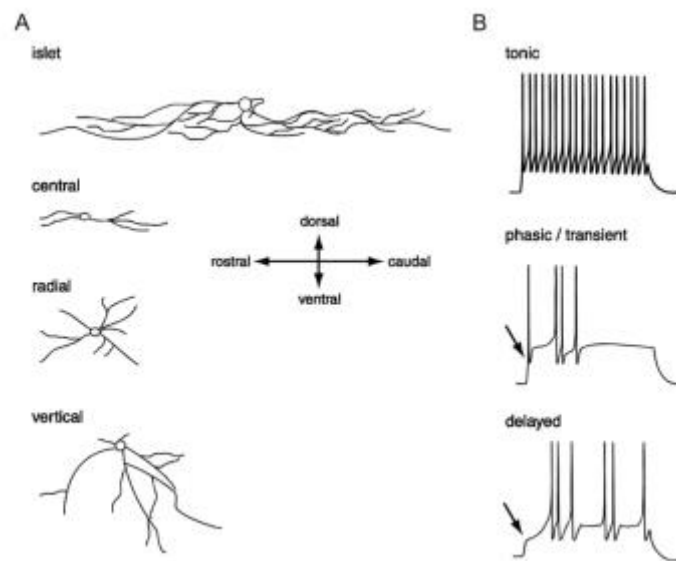 A
islet
central
dorsal
rostral
caudal
ventral
radial
vertical
B
tonic
phasic / transient
delayed